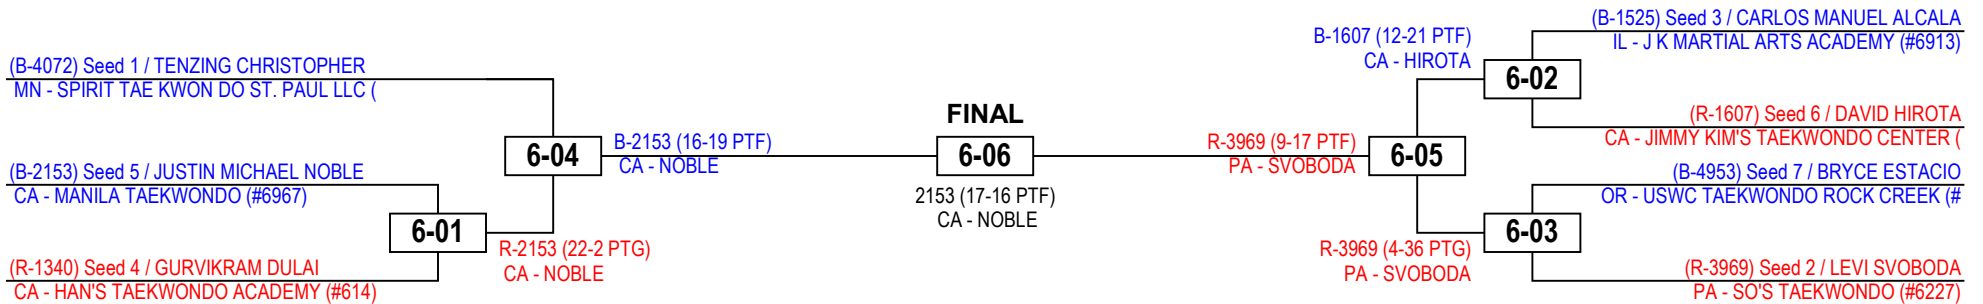 (B-4072) Seed 1 / TENZING CHRISTOPHER
MN - SPIRIT TAE KWON DO ST. PAUL LLC (
(B-2153) Seed 5 / JUSTIN MICHAEL NOBLE
CA - MANILA TAEKWONDO (#6967)
6-01
(R-1340) Seed 4 / GURVIKRAM DULAI
CA - HAN'S TAEKWONDO ACADEMY (#614)
R-2153 (22-2 PTG)
CA - NOBLE
6-04
B-2153 (16-19 PTF)
CA - NOBLE
FINAL
6-06
2153 (17-16 PTF)
CA - NOBLE
R-3969 (9-17 PTF)
PA - SVOBODA
6-05
B-1607 (12-21 PTF)
CA - HIROTA
6-02
(B-1525) Seed 3 / CARLOS MANUEL ALCALA
IL - J K MARTIAL ARTS ACADEMY (#6913)
(R-1607) Seed 6 / DAVID HIROTA
CA - JIMMY KIM'S TAEKWONDO CENTER (
(B-4953) Seed 7 / BRYCE ESTACIO
OR - USWC TAEKWONDO ROCK CREEK (#
6-03
R-3969 (4-36 PTG)
PA - SVOBODA
(R-3969) Seed 2 / LEVI SVOBODA
PA - SO'S TAEKWONDO (#6227)